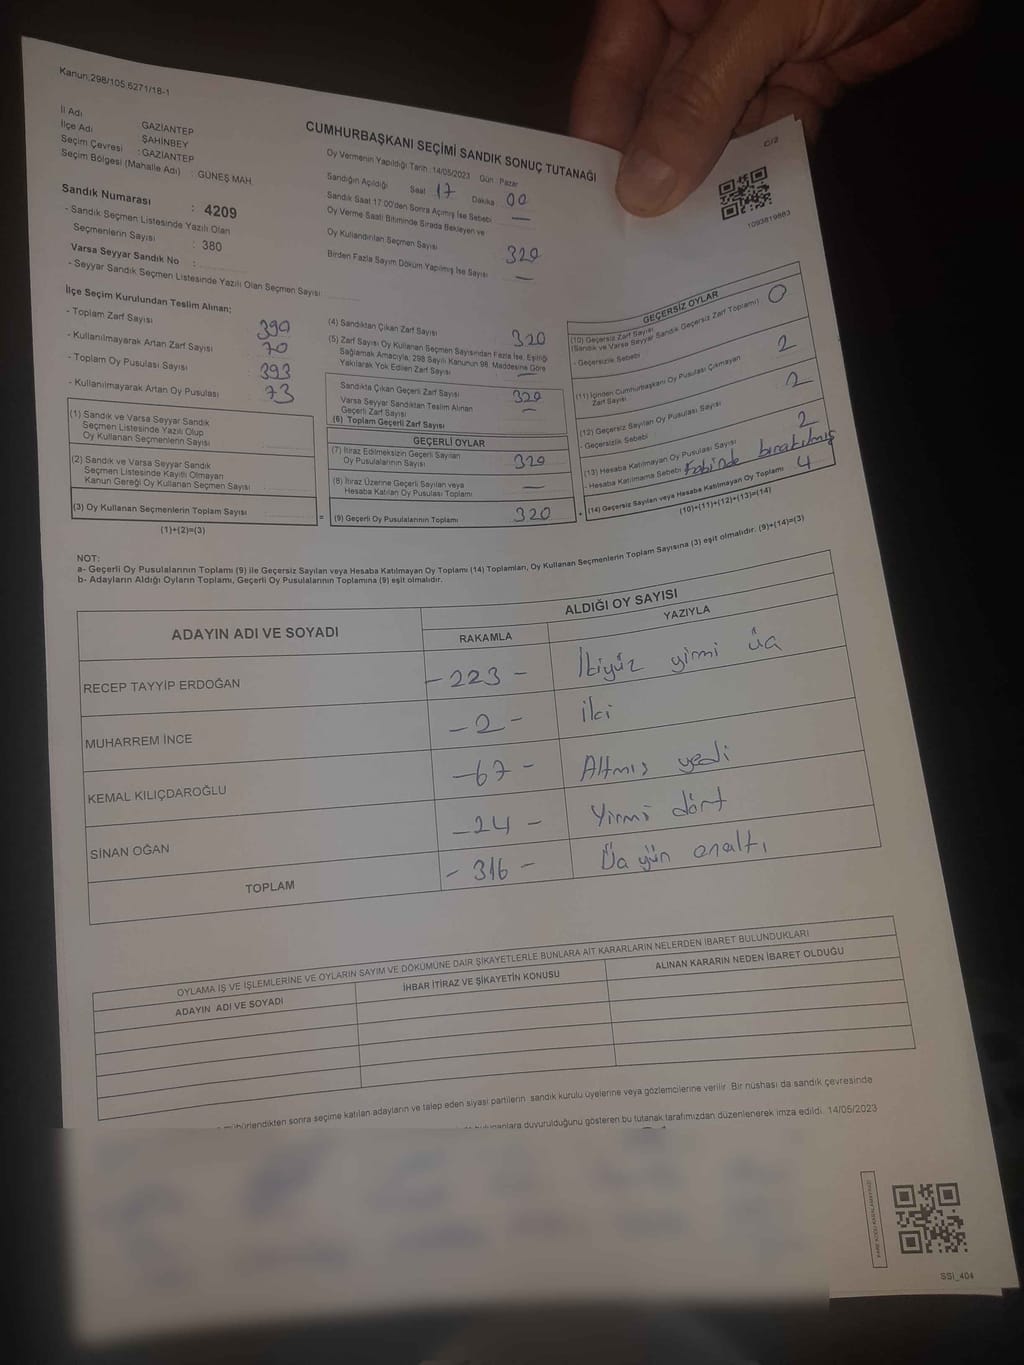 Kanun:298/105,6271/18-1
C/2
CUMHURBAŞKANI SEÇİMİ SANDIK SONUÇ TUTANAĞI
İl Adı : GAZİANTEP
İlçe Adı : ŞAHİNBEY
Seçim Çevresi : GAZİANTEP
Seçim Bölgesi (Mahalle Adı) : GÜNEŞ MAH.
Sandık Numarası : 4209
- Sandık Seçmen Listesinde Yazılı Olan
Seçmenlerin Sayısı : 380
Varsa Seyyar Sandık No :
- Seyyar Sandık Seçmen Listesinde Yazılı Olan Seçmen Sayısı
Oy Vermenin Yapıldığı Tarih : 14/05/2023 Gün : Pazar
Sandığın Açıldığı Saat 17 Dakika 00
Sandık Saat 17:00'den Sonra Açımış İse Sebebi —
Oy Verme Saati Bitiminde Sırada Bekleyen ve
Oy Kullandırılan Seçmen Sayısı 320
Birden Fazla Sayım Döküm Yapılmış İse Sayısı —
1093819883
İlçe Seçim Kurulundan Teslim Alınan;
- Toplam Zarf Sayısı 390
- Kullanılmayarak Artan Zarf Sayısı 70
- Toplam Oy Pusulası Sayısı 393
- Kullanılmayarak Artan Oy Pusulası 73
(1) Sandık ve Varsa Seyyar Sandık
Seçmen Listesinde Yazılı Olup
Oy Kullanan Seçmenlerin Sayısı
(2) Sandık ve Varsa Seyyar Sandık
Seçmen Listesinde Kayıtlı Olmayan
Kanun Gereği Oy Kullanan Seçmen Sayısı
(3) Oy Kullanan Seçmenlerin Toplam Sayısı
(1)+(2)=(3)
(4) Sandıktan Çıkan Zarf Sayısı 320
(5) Zarf Sayısı Oy Kullanan Seçmen Sayısından Fazla İse, Eşitliği
Sağlamak Amacıyla; 298 Sayılı Kanunun 98. Maddesine Göre
Yakılarak Yok Edilen Zarf Sayısı —
Sandıkta Çıkan Geçerli Zarf Sayısı 320
Varsa Seyyar Sandıktan Teslim Alınan
Geçerli Zarf Sayısı —
(6) Toplam Geçerli Zarf Sayısı
GEÇERLİ OYLAR
(7) İtiraz Edilmeksizin Geçerli Sayılan
Oy Pusulalarının Sayısı 320
(8) İtiraz Üzerine Geçerli Sayılan veya
Hesaba Katılan Oy Pusulası Toplamı —
= (9) Geçerli Oy Pusulalarının Toplamı 320
GEÇERSİZ OYLAR
(10) Geçersiz Zarf Sayısı 0
(Sandık ve Varsa Seyyar Sandık Geçersiz Zarf Toplamı)
- Geçersizlik Sebebi
(11) İçinden Cumhurbaşkanı Oy Pusulası Çıkmayan
Zarf Sayısı 2
(12) Geçersiz Sayılan Oy Pusulası Sayısı 2
- Geçersizlik Sebebi
(13) Hesaba Katılmayan Oy Pusulası Sayısı 2
- Hesaba Katılmama Sebebi Kabinde bırakılmış
+ (14) Geçersiz Sayılan veya Hesaba Katılmayan Oy Toplamı 4
(10)+(11)+(12)+(13)=(14)
NOT:
a- Geçerli Oy Pusulalarının Toplamı (9) ile Geçersiz Sayılan veya Hesaba Katılmayan Oy Toplamı (14) Toplamları, Oy Kullanan Seçmenlerin Toplam Sayısına (3) eşit olmalıdır. (9)+(14)=(3)
b- Adayların Aldığı Oyların Toplamı, Geçerli Oy Pusulalarının Toplamına (9) eşit olmalıdır.
ADAYIN ADI VE SOYADI
ALDIĞI OY SAYISI
RAKAMLA YAZIYLA
RECEP TAYYİP ERDOĞAN - 223 - İkiyüz yirmi üç
MUHARREM İNCE - 2 - iki
KEMAL KILIÇDAROĞLU - 67 - Altmış yedi
SİNAN OĞAN - 24 - Yirmi dört
TOPLAM - 316 - Üç yün onaltı
OYLAMA İŞ VE İŞLEMLERİNE VE OYLARIN SAYIM VE DÖKÜMÜNE DAİR ŞİKAYETLERLE BUNLARA AİT KARARLARIN NELERDEN İBARET BULUNDUKLARI
ADAYIN ADI VE SOYADI İHBAR İTİRAZ VE ŞİKAYETİN KONUSU ALINAN KARARIN NEDEN İBARET OLDUĞU
mühürlendikten sonra seçime katılan adayların ve talep eden siyasi partilerin sandık kurulu üyelerine veya gözlemcilerine verilir. Bir nüshası da sandık çevresinde
duyurulduğunu gösteren bu tutanak tarafımızdan düzenlenerek imza edildi. 14/05/2023
SSİ_404